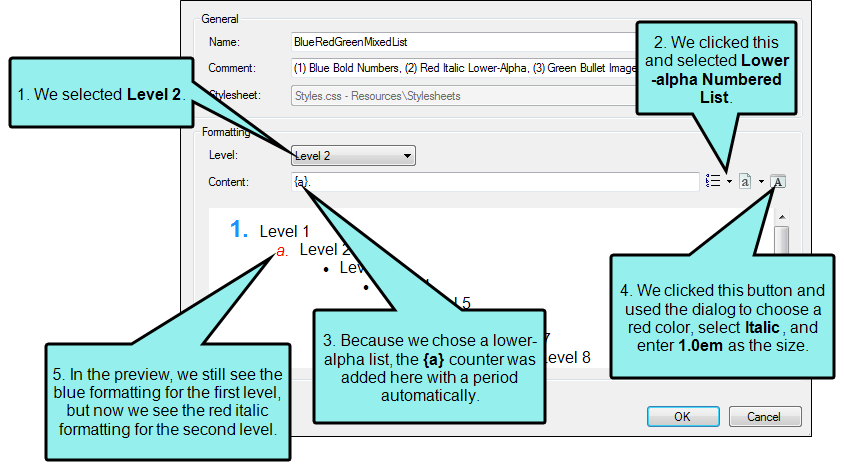 General
Name:
BlueRedGreenMixedList
Comment:
(1) Blue Bold Numbers, (2) Red Italic Lower-Alpha, (3) Green Bullet Image
Stylesheet:
Styles.css - Resources\Stylesheets
1. We selected Level 2.
2. We clicked this
and selected Lower
-alpha Numbered
List.
Formatting
Level:
Level 2
Content:
{a}.
a
A
1. Level 1
a. Level 2
5
7
evel 8
3. Because we chose a lower-
alpha list, the {a} counter was
added here with a period
automatically.
4. We clicked this button and
used the dialog to choose a
red color, select Italic , and
enter 1.0em as the size.
5. In the preview, we still see the
blue formatting for the first level,
but now we see the red italic
formatting for the second level.
OK
Cancel